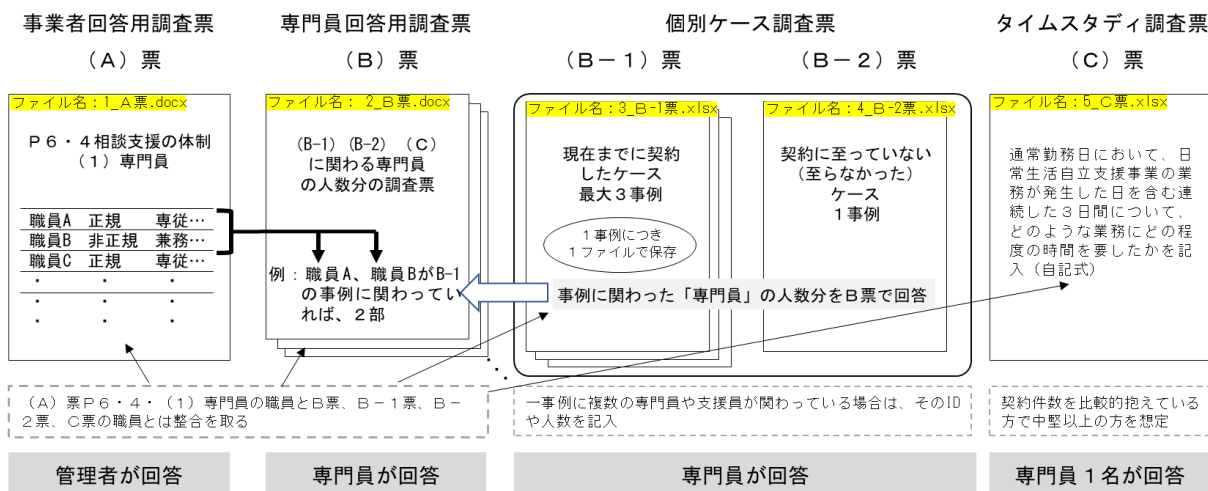 事業者回答用調査票
(A)票
専門員回答用調査票
(B)票
個別ケース調査票
(B-1)票
(B-2)票
タイムスタディ調査票
(C)票
ファイル名:1_A票.docx
P6・4相談支援の体制
(1)専門員
職員A 正規 専従…
職員B 非正規 兼務…
職員C 正規 専従…
・ ・ ・
・ ・ ・
ファイル名: 2_B票.docx
(B-1) (B-2) (C)
に関わる専門員
の人数分の調査票
例:職員A、職員BがB-1
の事例に関わってい
れば、2部
ファイル名:3_B-1票.xlsx
現在までに契約
したケース
最大3事例
1事例につき
1ファイルで保存
ファイル名:4_B-2票.xlsx
契約に至っていない
(至らなかった)
ケース
1事例
事例に関わった「専門員」の人数分をB票で回答
ファイル名:5_C票.xlsx
通常勤務日において、日
常生活自立支援事業の業
務が発生した日を含む連
続した3日間について、
どのような業務にどの程
度の時間を要したかを記
入(自記式)
(A)票P6・4・(1)専門員の職員とB票、B-1票、B-
2票、C票の職員とは整合を取る
一事例に複数の専門員や支援員が関わっている場合は、そのID
や人数を記入
契約件数を比較的抱えている
方で中堅以上の方を想定
管理者が回答
専門員が回答
専門員が回答
専門員1名が回答